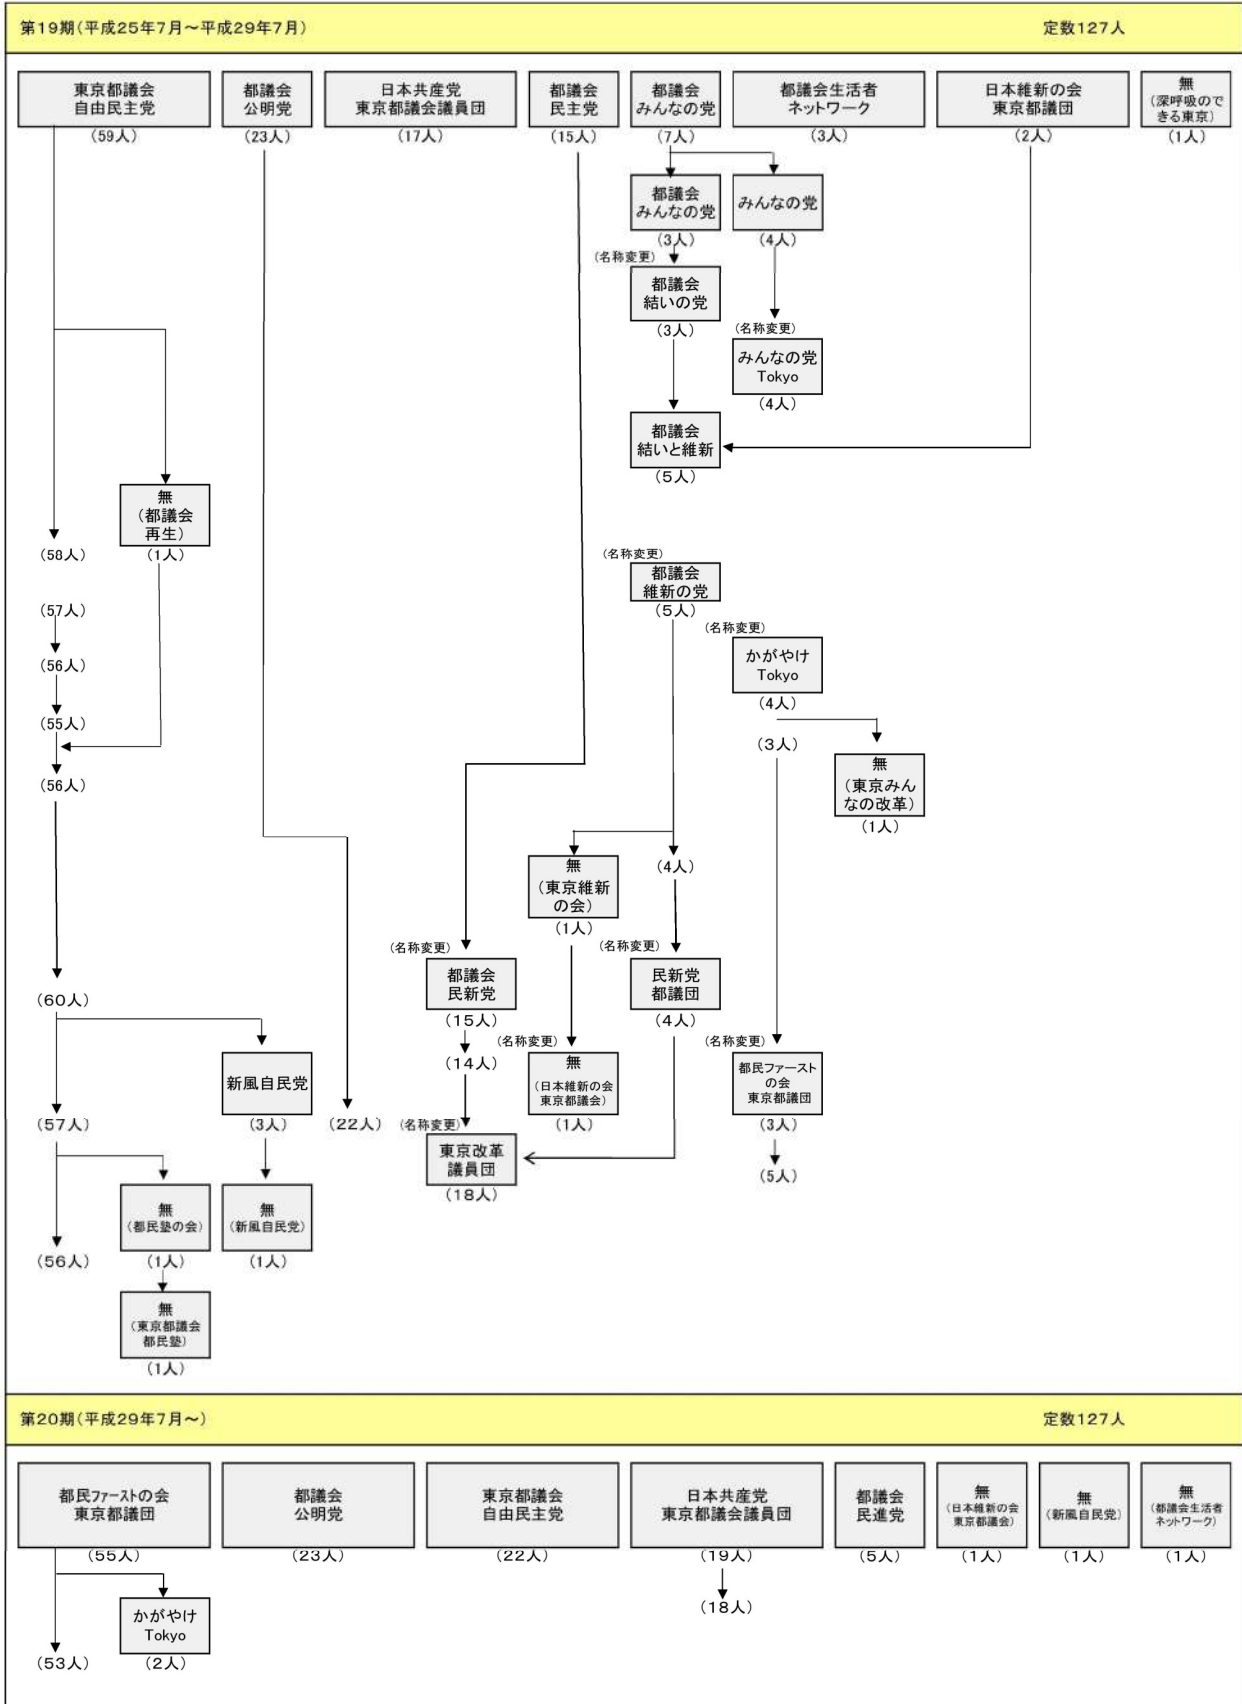 第19期(平成25年7月～平成29年7月)
定数127人
東京都議会
自由民主党
(59人)
都議会
公明党
(23人)
日本共産党
東京都議会議員団
(17人)
都議会
民主党
(15人)
都議会
みんなの党
(7人)
都議会生活者
ネットワーク
(3人)
日本維新の会
東京都議団
(2人)
無
(深呼吸ので
きる東京)
(1人)
都議会
みんなの党
(3人)
みんなの党
(4人)
(名称変更)
都議会
結いの党
(3人)
(名称変更)
みんなの党
Tokyo
(4人)
都議会
結いと維新
(5人)
無
(都議会
再生)
(1人)
(58人)
(名称変更)
都議会
維新の党
(5人)
(57人)
(56人)
(55人)
(56人)
(名称変更)
かがやけ
Tokyo
(4人)
(3人)
無
(東京みん
なの改革)
(1人)
無
(東京維新
の会)
(1人)
(4人)
(名称変更)
都議会
民新党
(15人)
(14人)
(名称変更)
民新党
都議団
(4人)
(60人)
新風自民党
(3人)
(名称変更)
無
(日本維新の会
東京都議会)
(1人)
(名称変更)
都民ファースト
の会
東京都議団
(3人)
(5人)
(57人)
(22人)
(名称変更)
東京改革
議員団
(18人)
無
(都民塾の会)
(1人)
無
(新風自民党)
(1人)
(56人)
無
(東京都議会
都民塾)
(1人)
第20期(平成29年7月～)
定数127人
都民ファーストの会
東京都議団
(55人)
都議会
公明党
(23人)
東京都議会
自由民主党
(22人)
日本共産党
東京都議会議員団
(19人)
都議会
民進党
(5人)
無
(日本維新の会
東京都議会)
(1人)
無
(新風自民党)
(1人)
無
(都議会生活者
ネットワーク)
(1人)
(18人)
かがやけ
Tokyo
(2人)
(53人)